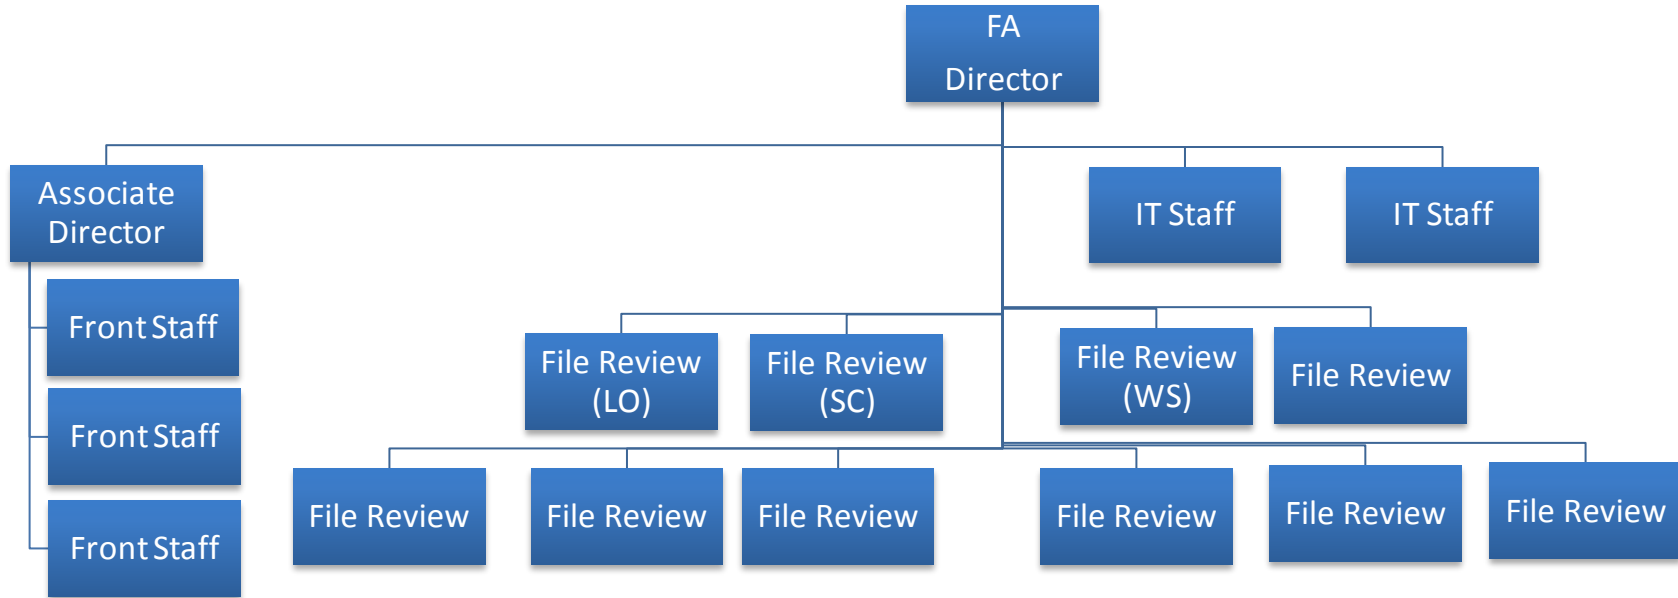 FA
Director
Associate
Director
IT Staff
IT Staff
Front Staff
File Review
(LO)
File Review
(SC)
File Review
(WS)
File Review
Front Staff
File Review
File Review
File Review
File Review
File Review
File Review
Front Staff